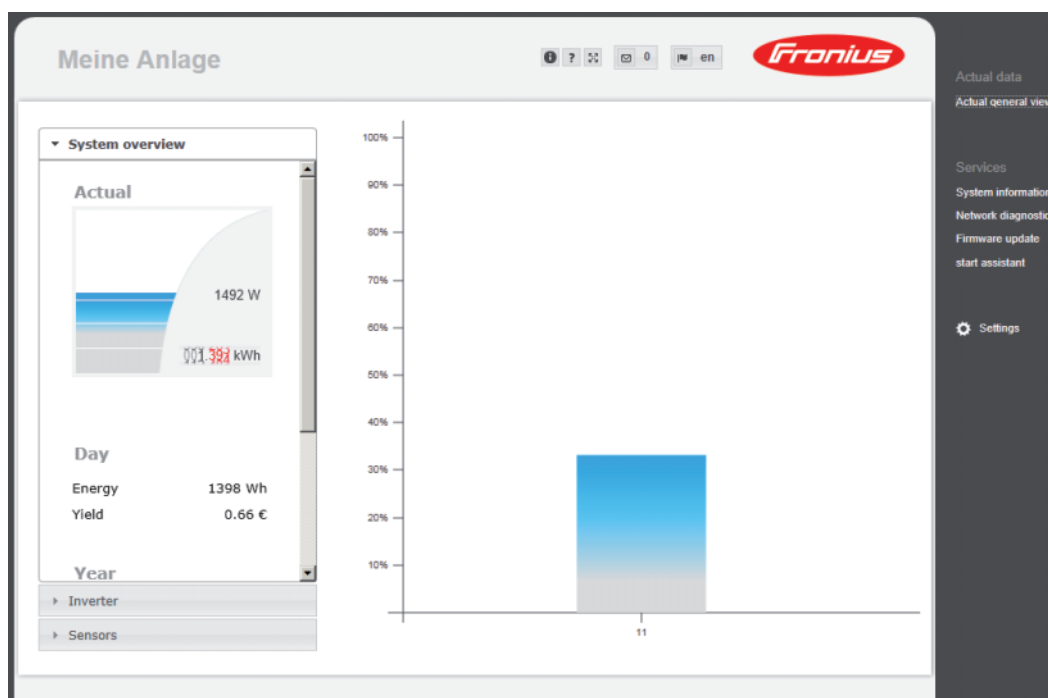 Meine Anlage
i ? 0 en
Fronius
System overview
Actual
1492 W
kWh
Day
Energy 1398 Wh
Yield 0.66 €
Year
Inverter
Sensors
100%
90%
80%
70%
60%
50%
40%
30%
20%
10%
11
Actual data
Actual general view
Services
System information
Network diagnostic
Firmware update
start assistant
Settings